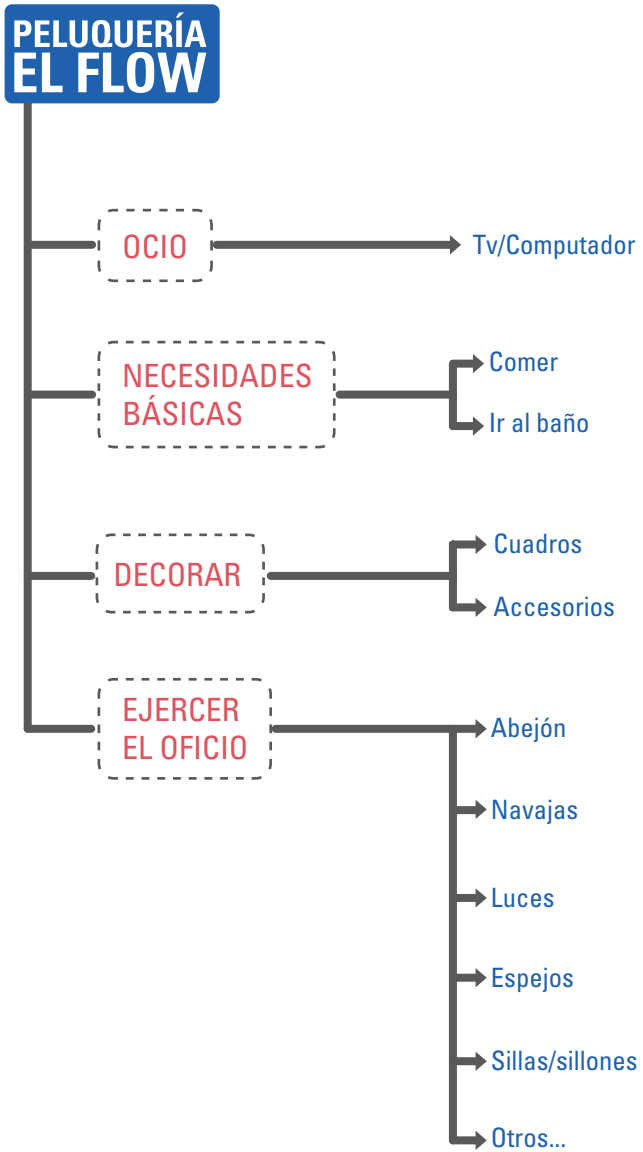 PELUQUERÍA
EL FLOW
OCIO
Tv/Computador
NECESIDADES
BÁSICAS
Comer
Ir al baño
DECORAR
Cuadros
Accesorios
EJERCER
EL OFICIO
Abejón
Navajas
Luces
Espejos
Sillas/sillones
Otros...